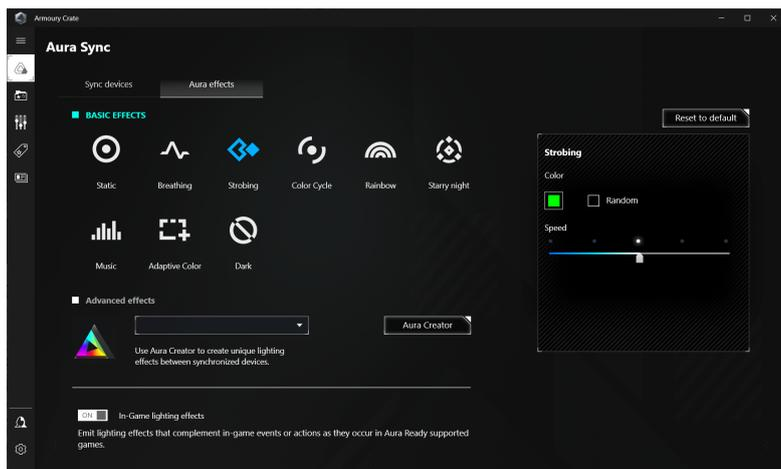 Armoury Crate
Aura Sync
Sync devices
Aura effects
BASIC EFFECTS
Reset to default
Static
Breathing
Strobing
Color Cycle
Rainbow
Starry night
Strobing
Color
Random
Speed
Music
Adaptive Color
Dark
Advanced effects
Aura Creator
Use Aura Creator to create unique lighting
effects between synchronized devices.
ON
In-Game lighting effects
Emit lighting effects that complement in-game events or actions as they occur in Aura Ready supported
games.